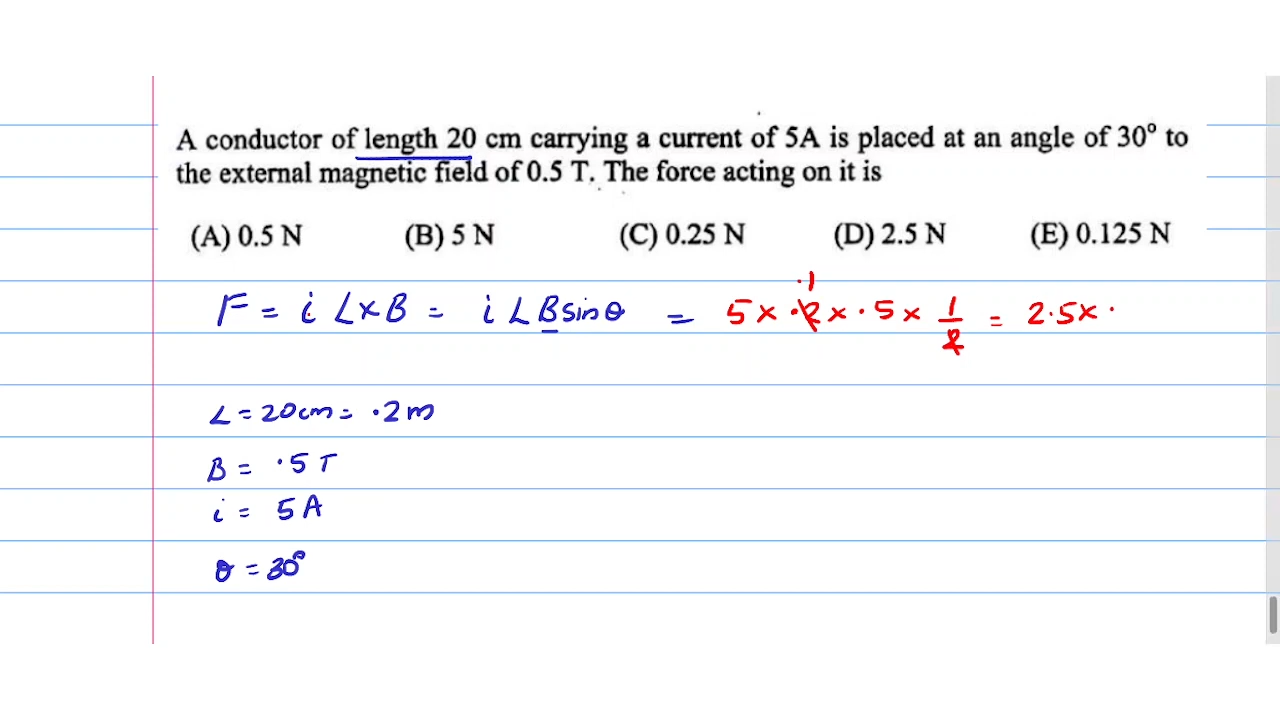 A conductor of length 20 cm carrying a current of 5A is placed at an angle of 30° to
the external magnetic field of 0.5 T. The force acting on it is
(A) 0.5 N (B) 5 N (C) 0.25 N (D) 2.5 N (E) 0.125 N
F = i L×B = i L B sinθ = 5 × .2 × .5 × 1/2 = 2.5× .
.1
L = 20cm = .2m
B = .5 T
i = 5 A
θ = 30°